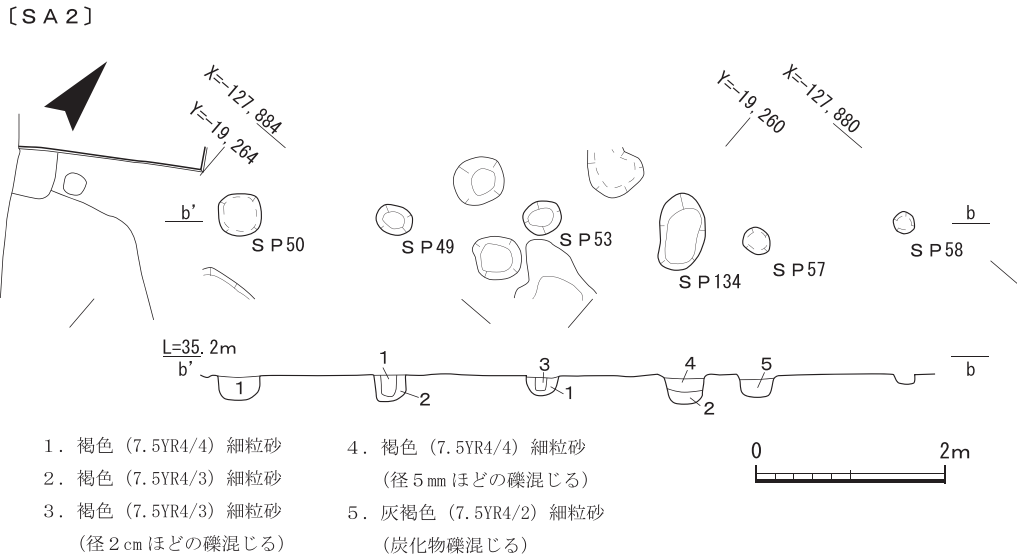 〔ＳＡ２〕
X=-127,884
Y=-19,264
Y=-19,260
X=-127,880
b'
b
ＳＰ50
ＳＰ49
ＳＰ53
ＳＰ134
ＳＰ57
ＳＰ58
L=35.2m
b'
b
1
1
2
3
1
4
2
5
１．褐色（7.5YR4/4）細粒砂
２．褐色（7.5YR4/3）細粒砂
３．褐色（7.5YR4/3）細粒砂
（径２cmほどの礫混じる）
４．褐色（7.5YR4/4）細粒砂
（径５mmほどの礫混じる）
５．灰褐色（7.5YR4/2）細粒砂
（炭化物礫混じる）
0 2m